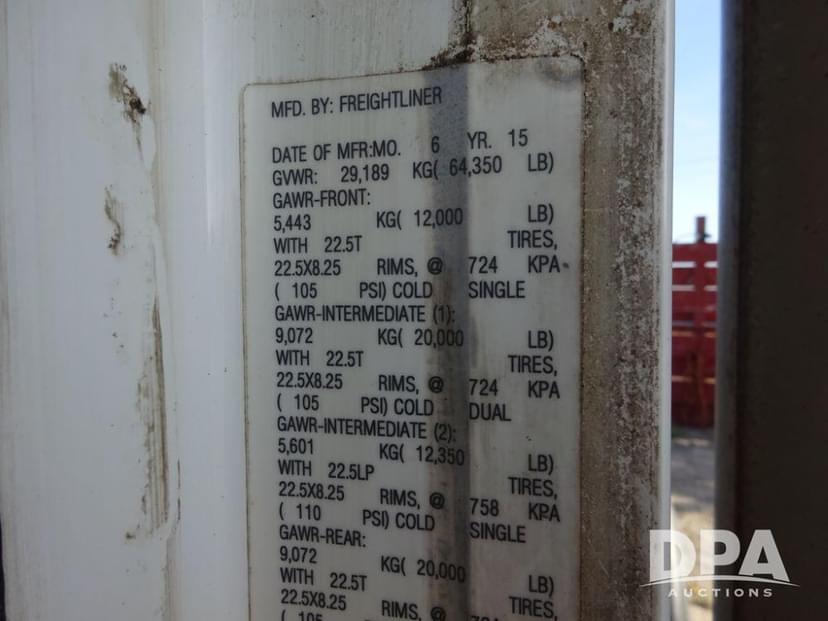 MFD. BY: FREIGHTLINER
DATE OF MFR:MO. 6 YR. 15
GVWR: 29,189 KG( 64,350 LB)
GAWR-FRONT:
5,443 KG( 12,000 LB)
WITH 22.5T TIRES,
22.5X8.25 RIMS, @ 724 KPA
( 105 PSI) COLD SINGLE
GAWR-INTERMEDIATE (1):
9,072 KG( 20,000 LB)
WITH 22.5T TIRES,
22.5X8.25 RIMS, @ 724 KPA
( 105 PSI) COLD DUAL
GAWR-INTERMEDIATE (2):
5,601 KG( 12,350 LB)
WITH 22.5LP TIRES,
22.5X8.25 RIMS, @ 758 KPA
( 110 PSI) COLD SINGLE
GAWR-REAR:
9,072 KG( 20,000 LB)
WITH 22.5T TIRES,
22.5X8.25 RIMS, @
( 105
DPA
AUCTIONS